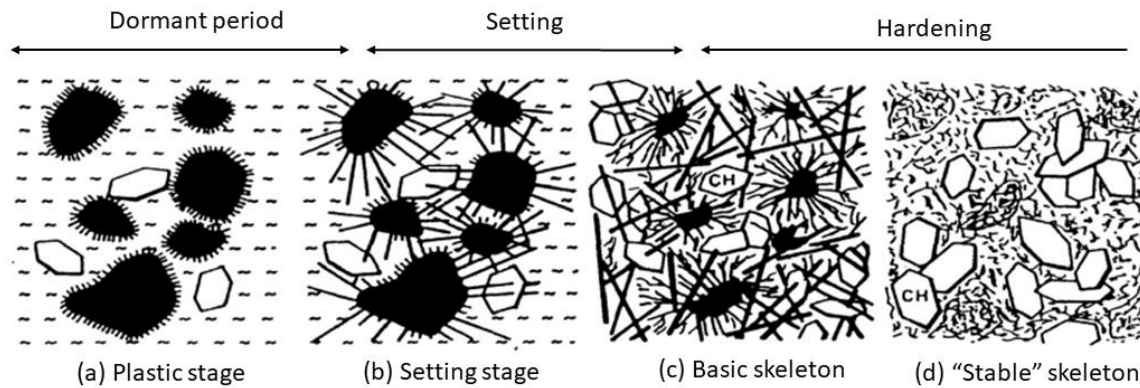 Dormant period
Setting
Hardening
CH
CH
(a) Plastic stage
(b) Setting stage
(c) Basic skeleton
(d) “Stable” skeleton